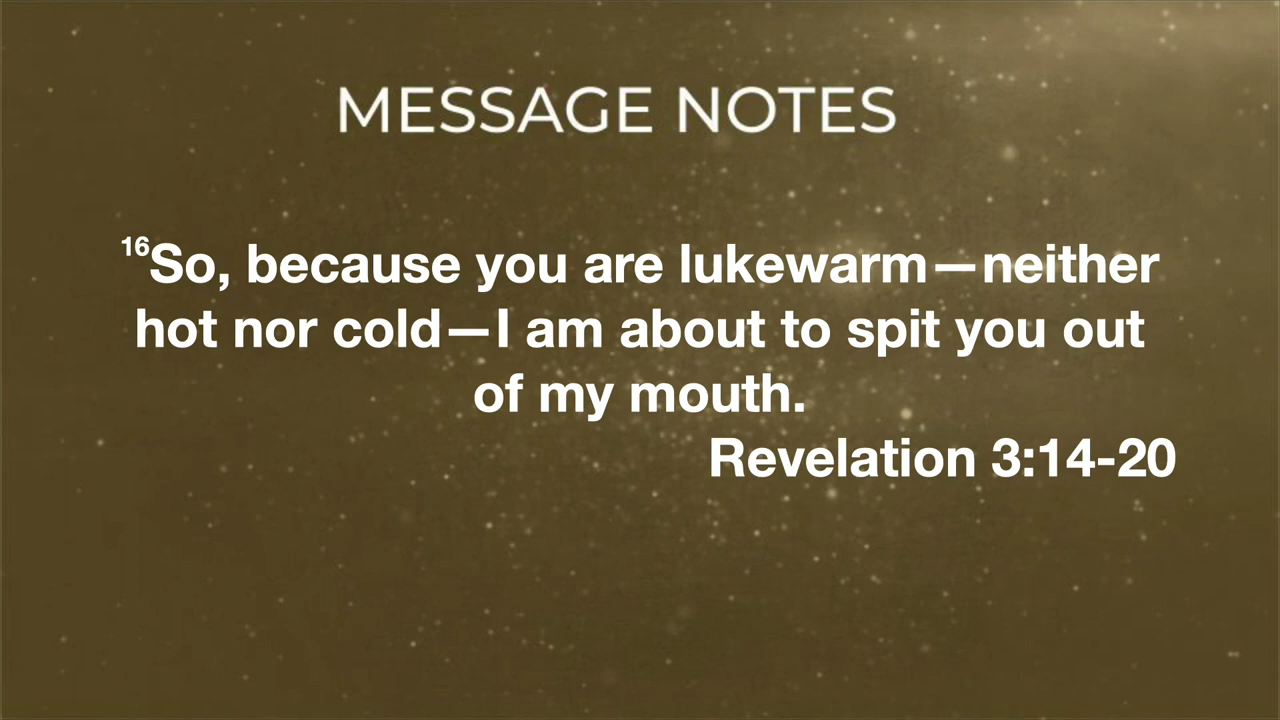 MESSAGE NOTES
16So, because you are lukewarm—neither
hot nor cold—I am about to spit you out
of my mouth.
Revelation 3:14-20